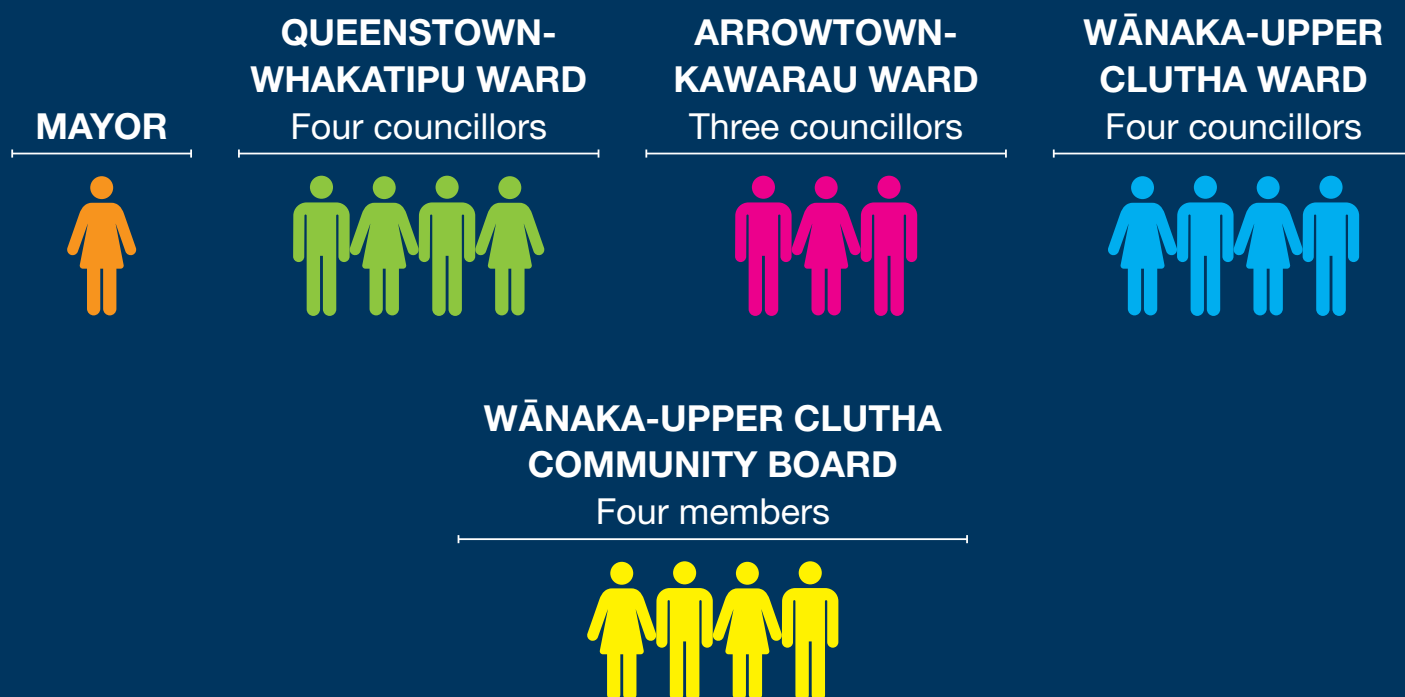 MAYOR
QUEENSTOWN-
WHAKATIPU WARD
Four councillors
ARROWTOWN-
KAWARAU WARD
Three councillors
WĀNAKA-UPPER
CLUTHA WARD
Four councillors
WĀNAKA-UPPER CLUTHA
COMMUNITY BOARD
Four members